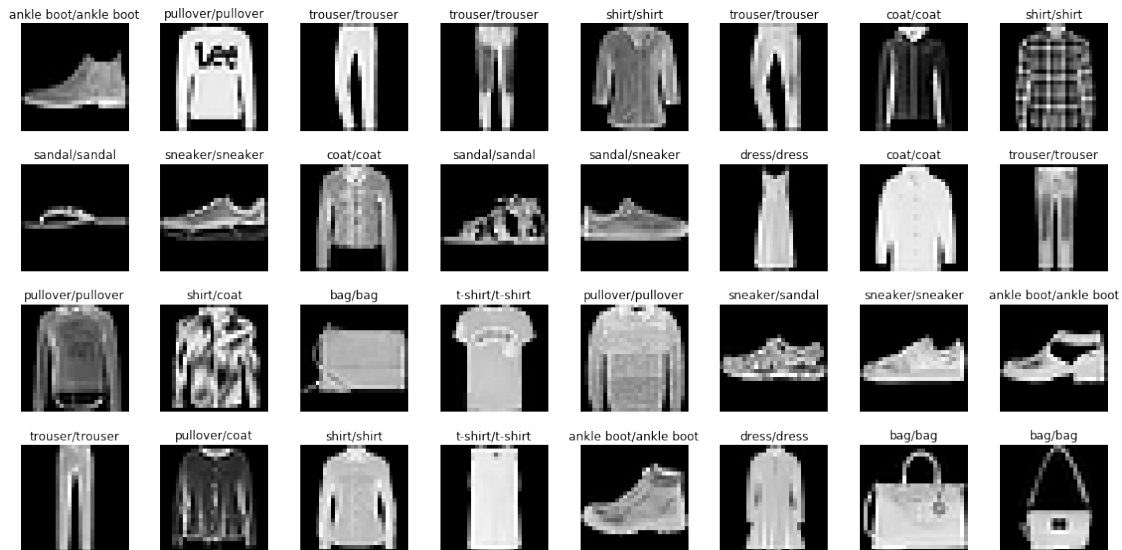 ankle boot/ankle boot
pullover/pullover
trouser/trouser
trouser/trouser
shirt/shirt
trouser/trouser
coat/coat
shirt/shirt
Lee
sandal/sandal
sneaker/sneaker
coat/coat
sandal/sandal
sandal/sneaker
dress/dress
coat/coat
trouser/trouser
pullover/pullover
shirt/coat
bag/bag
t-shirt/t-shirt
pullover/pullover
sneaker/sandal
sneaker/sneaker
ankle boot/ankle boot
trouser/trouser
pullover/coat
shirt/shirt
t-shirt/t-shirt
ankle boot/ankle boot
dress/dress
bag/bag
bag/bag